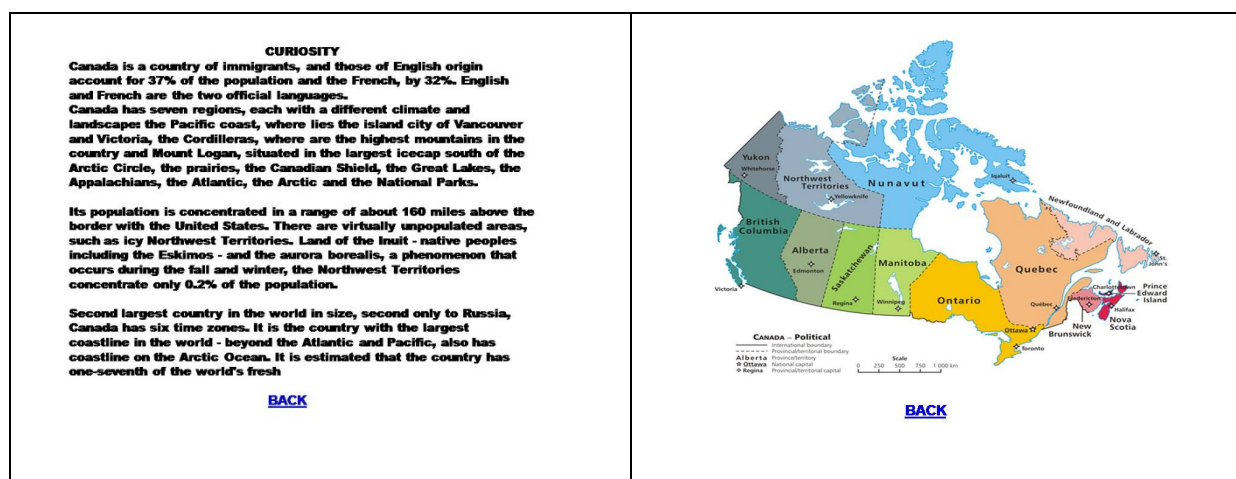 CURIOSITY
Canada is a country of immigrants, and those of English origin
account for 37% of the population and the French, by 32%. English
and French are the two official languages.
Canada has seven regions, each with a different climate and
landscape: the Pacific coast, where lies the island city of Vancouver
and Victoria, the Cordilleras, where are the highest mountains in the
country and Mount Logan, situated in the largest icecap south of the
Arctic Circle, the prairies, the Canadian Shield, the Great Lakes, the
Appalachians, the Atlantic, the Arctic and the National Parks.
Its population is concentrated in a range of about 160 miles above the
border with the United States. There are virtually unpopulated areas,
such as icy Northwest Territories. Land of the Inuit - native peoples
including the Eskimos - and the aurora borealis, a phenomenon that
occurs during the fall and winter, the Northwest Territories
concentrate only 0.2% of the population.
Second largest country in the world in size, second only to Russia,
Canada has six time zones. It is the country with the largest
coastline in the world - beyond the Atlantic and Pacific, also has
coastline on the Arctic Ocean. It is estimated that the country has
one-seventh of the world's fresh
BACK
Yukon
Whitehorse
Northwest
Territories
Yellowknife
Nunavut
Iqaluit
Newfoundland and Labrador
St.
John's
British
Columbia
Victoria
Alberta
Edmonton
Saskatchewan
Regina
Manitoba
Winnipeg
Ontario
Ottawa
Toronto
Quebec
Québec
Charlottetown
Prince
Edward
Island
Fredericton
Halifax
New
Brunswick
Nova
Scotia
CANADA – Political
International boundary
Provincial/territorial boundary
Alberta Province/territory
Ottawa National capital
Regina Provincial/territorial capital
Scale
0 250 500 750 1 000 km
BACK